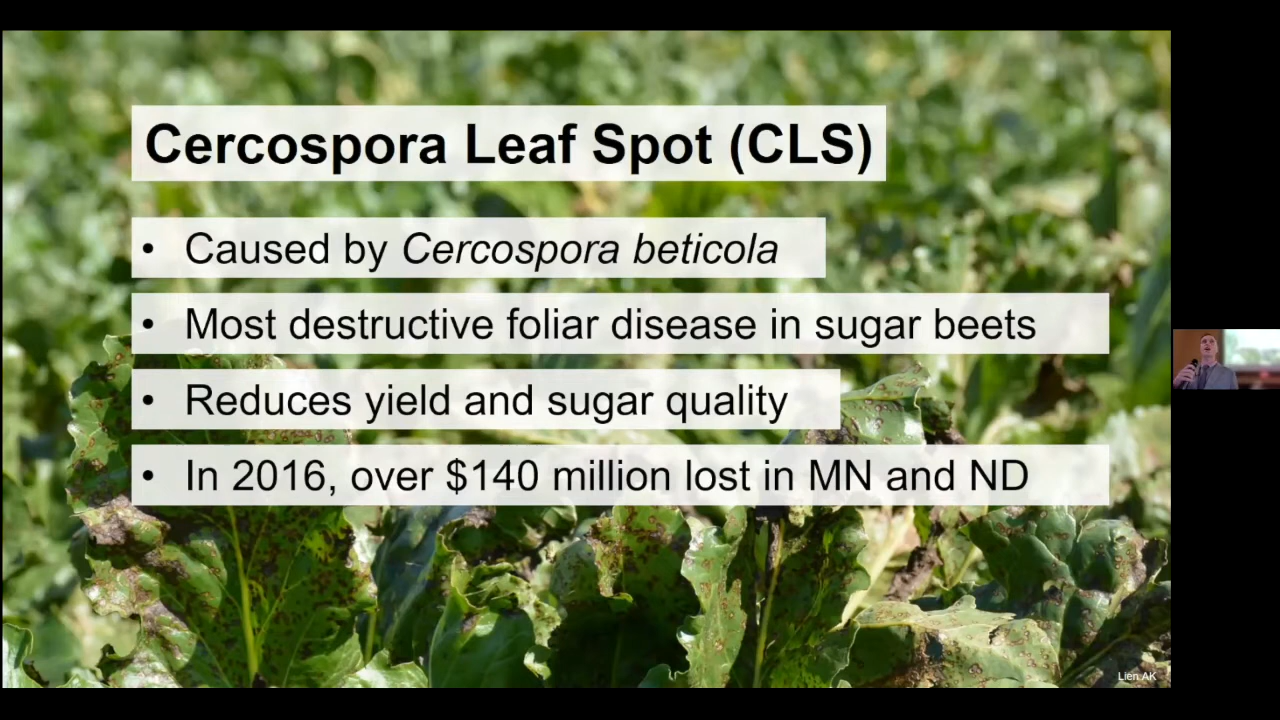 Cercospora Leaf Spot (CLS)
• Caused by Cercospora beticola
• Most destructive foliar disease in sugar beets
• Reduces yield and sugar quality
• In 2016, over $140 million lost in MN and ND
Lien AK